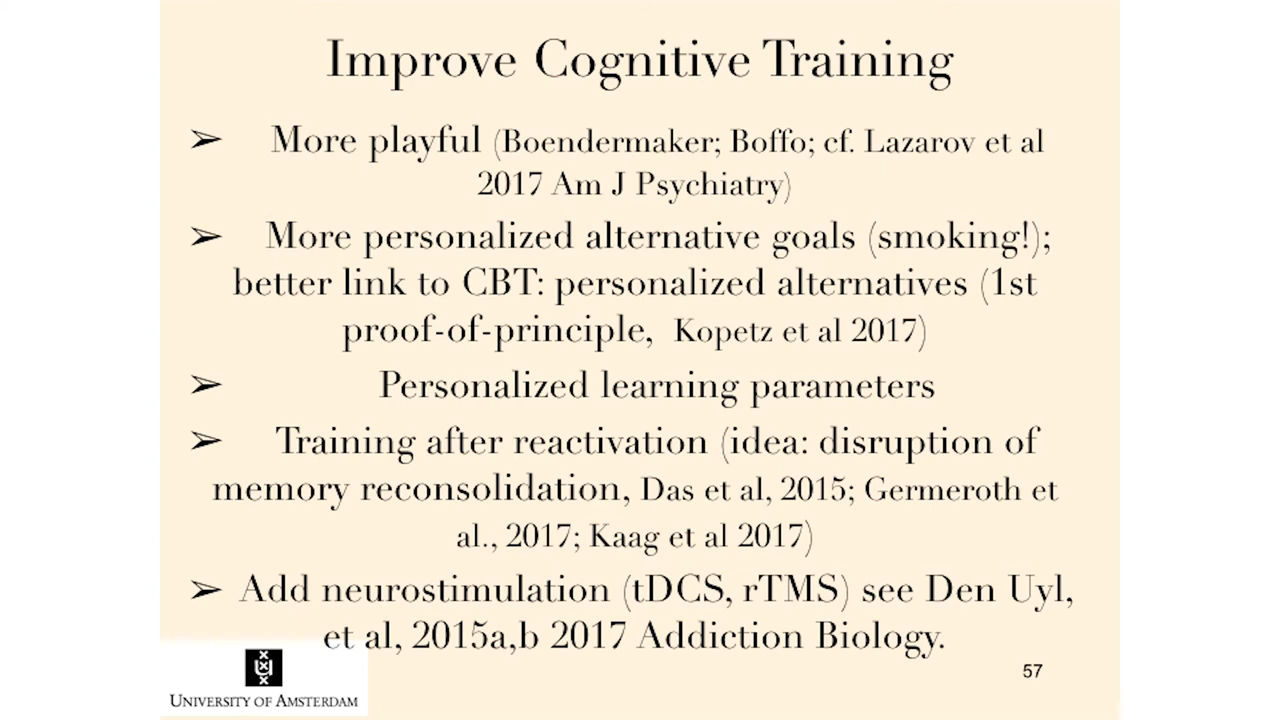 Improve Cognitive Training
➢ More playful (Boendermaker; Boffo; cf. Lazarov et al
2017 Am J Psychiatry)
➢ More personalized alternative goals (smoking!);
better link to CBT: personalized alternatives (1st
proof-of-principle, Kopetz et al 2017)
➢ Personalized learning parameters
➢ Training after reactivation (idea: disruption of
memory reconsolidation, Das et al, 2015; Germeroth et
al., 2017; Kaag et al 2017)
➢ Add neurostimulation (tDCS, rTMS) see Den Uyl,
et al, 2015a,b 2017 Addiction Biology.
57
UNIVERSITY OF AMSTERDAM